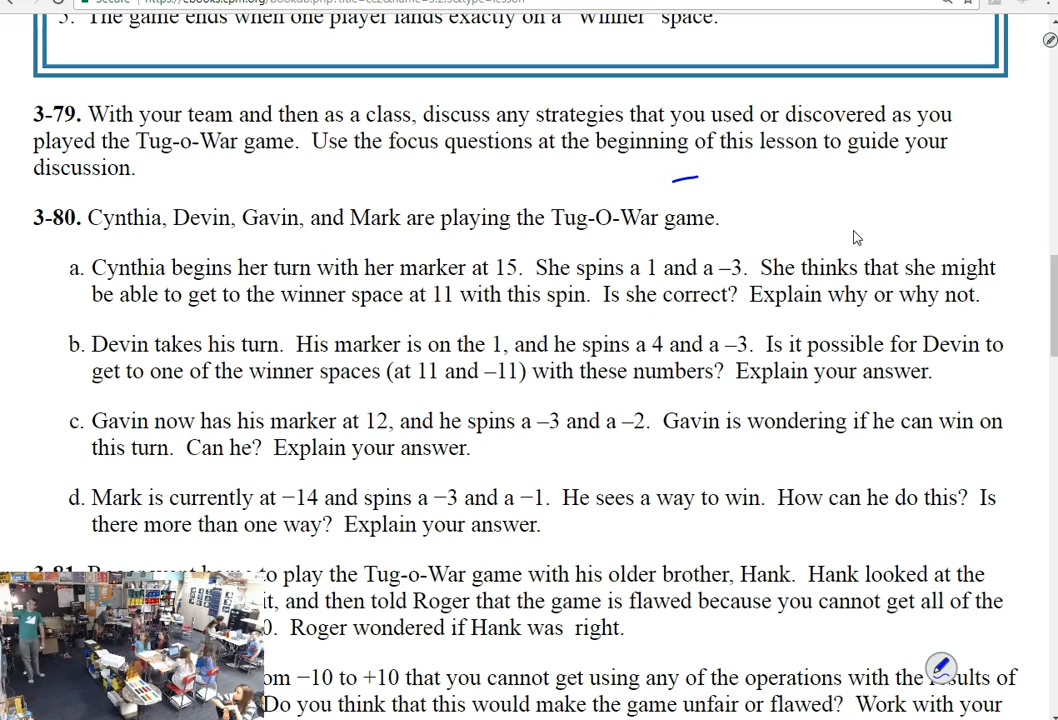 5. The game ends when one player lands exactly on a "Winner" space.
3-79. With your team and then as a class, discuss any strategies that you used or discovered as you
played the Tug-o-War game. Use the focus questions at the beginning of this lesson to guide your
discussion.
3-80. Cynthia, Devin, Gavin, and Mark are playing the Tug-O-War game.
a. Cynthia begins her turn with her marker at 15. She spins a 1 and a –3. She thinks that she might
be able to get to the winner space at 11 with this spin. Is she correct? Explain why or why not.
b. Devin takes his turn. His marker is on the 1, and he spins a 4 and a –3. Is it possible for Devin to
get to one of the winner spaces (at 11 and –11) with these numbers? Explain your answer.
c. Gavin now has his marker at 12, and he spins a –3 and a –2. Gavin is wondering if he can win on
this turn. Can he? Explain your answer.
d. Mark is currently at −14 and spins a −3 and a −1. He sees a way to win. How can he do this? Is
there more than one way? Explain your answer.
to play the Tug-o-War game with his older brother, Hank. Hank looked at the
it, and then told Roger that the game is flawed because you cannot get all of the
0. Roger wondered if Hank was right.
om −10 to +10 that you cannot get using any of the operations with the results of
Do you think that this would make the game unfair or flawed? Work with your